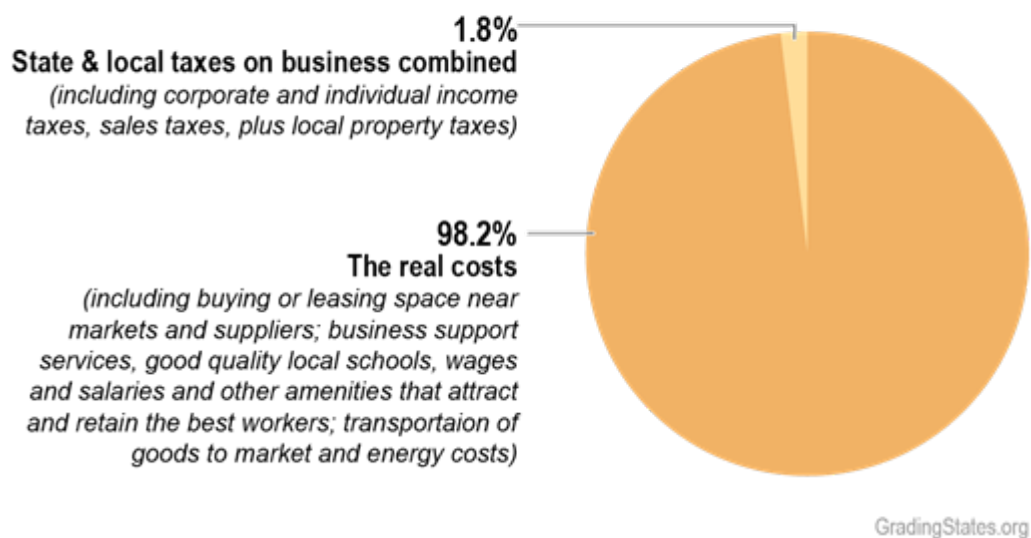 1.8%
State & local taxes on business combined
(including corporate and individual income
taxes, sales taxes, plus local property taxes)
98.2%
The real costs
(including buying or leasing space near
markets and suppliers; business support
services, good quality local schools, wages
and salaries and other amenities that attract
and retain the best workers; transportaion of
goods to market and energy costs)
GradingStates.org